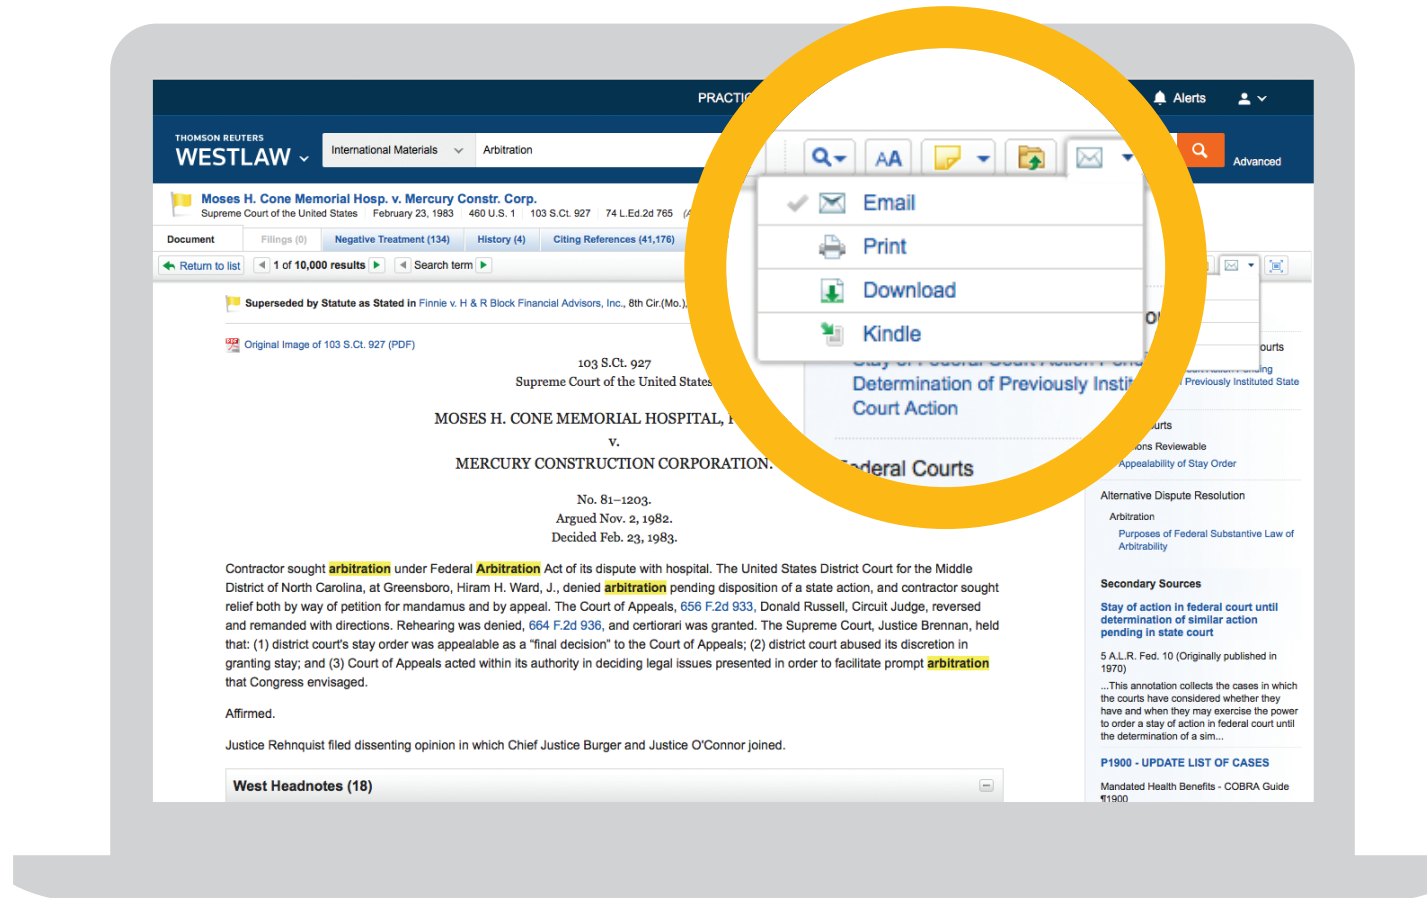 PRACTIC
Alerts
THOMSON REUTERS
WESTLAW
International Materials
Arbitration
Advanced
Moses H. Cone Memorial Hosp. v. Mercury Constr. Corp.
Supreme Court of the United States February 23, 1983 460 U.S. 1 103 S.Ct. 927 74 L.Ed.2d 765
Document Filings (0) Negative Treatment (134) History (4) Citing References (41,176)
Return to list 1 of 10,000 results Search term
AA
Email
Print
Download
Kindle
Stay of Federal Court Action
Determination of Previously Instit
Court Action
Federal Courts
Superseded by Statute as Stated in Finnie v. H & R Block Financial Advisors, Inc., 8th Cir.(Mo.),
Original Image of 103 S.Ct. 927 (PDF)
103 S.Ct. 927
Supreme Court of the United States
MOSES H. CONE MEMORIAL HOSPITAL,
v.
MERCURY CONSTRUCTION CORPORATION.
No. 81–1203.
Argued Nov. 2, 1982.
Decided Feb. 23, 1983.
Contractor sought arbitration under Federal Arbitration Act of its dispute with hospital. The United States District Court for the Middle
District of North Carolina, at Greensboro, Hiram H. Ward, J., denied arbitration pending disposition of a state action, and contractor sought
relief both by way of petition for mandamus and by appeal. The Court of Appeals, 656 F.2d 933, Donald Russell, Circuit Judge, reversed
and remanded with directions. Rehearing was denied, 664 F.2d 936, and certiorari was granted. The Supreme Court, Justice Brennan, held
that: (1) district court's stay order was appealable as a "final decision" to the Court of Appeals; (2) district court abused its discretion in
granting stay; and (3) Court of Appeals acted within its authority in deciding legal issues presented in order to facilitate prompt arbitration
that Congress envisaged.
Affirmed.
Justice Rehnquist filed dissenting opinion in which Chief Justice Burger and Justice O'Connor joined.
West Headnotes (18)
ourts
Previously Instituted State
urts
ons Reviewable
Appealability of Stay Order
Alternative Dispute Resolution
Arbitration
Purposes of Federal Substantive Law of
Arbitrability
Secondary Sources
Stay of action in federal court until
determination of similar action
pending in state court
5 A.L.R. Fed. 10 (Originally published in
1970)
...This annotation collects the cases in which
the courts have considered whether they
have and when they may exercise the power
to order a stay of action in federal court until
the determination of a sim...
P1900 - UPDATE LIST OF CASES
Mandated Health Benefits - COBRA Guide
¶1900